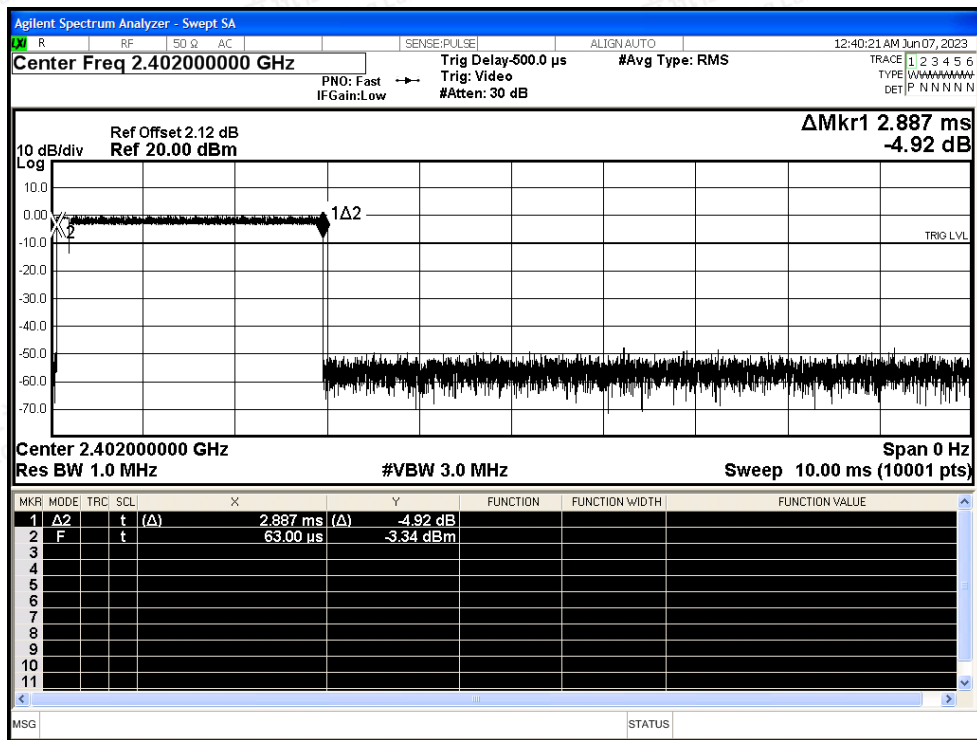 Agilent Spectrum Analyzer - Swept SA
LXI R RF 50 Ω AC SENSE:PULSE ALIGN AUTO 12:40:21 AM Jun 07, 2023
Center Freq 2.402000000 GHz
PNO: Fast
IFGain:Low
Trig Delay-500.0 µs
Trig: Video
#Atten: 30 dB
#Avg Type: RMS
TRACE 1 2 3 4 5 6
TYPE WWWWWW
DET P N N N N N
ΔMkr1 2.887 ms
-4.92 dB
Ref Offset 2.12 dB
10 dB/div Ref 20.00 dBm
Log
10.0
0.00
-10.0
-20.0
-30.0
-40.0
-50.0
-60.0
-70.0
2
1Δ2
TRIG LVL
Center 2.402000000 GHz Span 0 Hz
Res BW 1.0 MHz #VBW 3.0 MHz Sweep 10.00 ms (10001 pts)
MKR MODE TRC SCL X Y FUNCTION FUNCTION WIDTH FUNCTION VALUE
1 Δ2 t (Δ) 2.887 ms (Δ) -4.92 dB
2 F t 63.00 µs -3.34 dBm
3
4
5
6
7
8
9
10
11
MSG STATUS